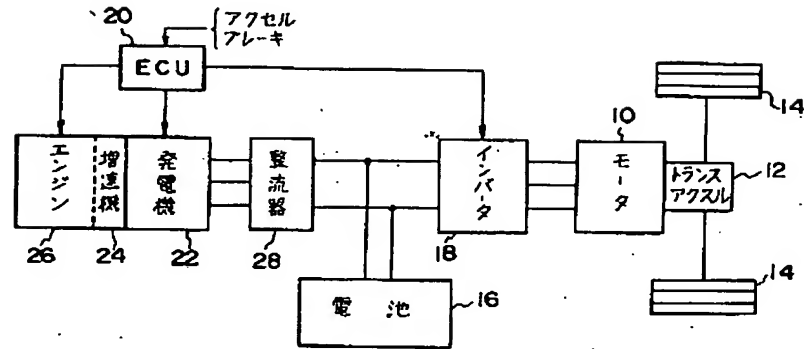 20
アクセル
ブレーキ
ECU
14
10
エンジン
増速機
発電機
整流器
インバータ
モータ
トランス
アクスル
12
26
24
22
28
18
14
電池
16